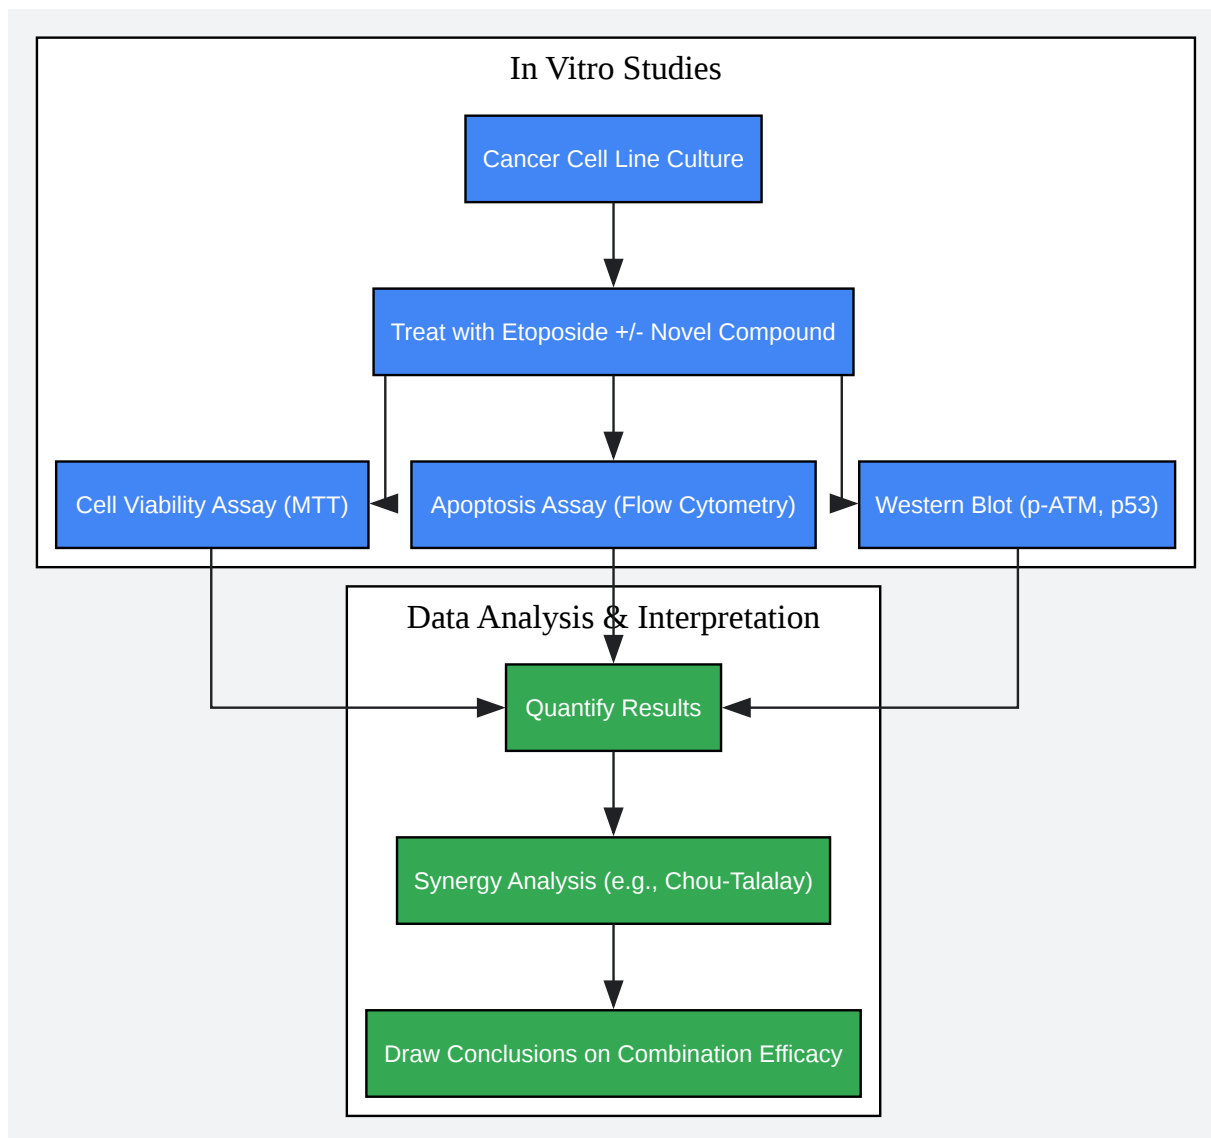 In Vitro Studies
Cancer Cell Line Culture
Treat with Etoposide +/- Novel Compound
Cell Viability Assay (MTT)
Apoptosis Assay (Flow Cytometry)
Western Blot (p-ATM, p53)
Data Analysis & Interpretation
Quantify Results
Synergy Analysis (e.g., Chou-Talalay)
Draw Conclusions on Combination Efficacy